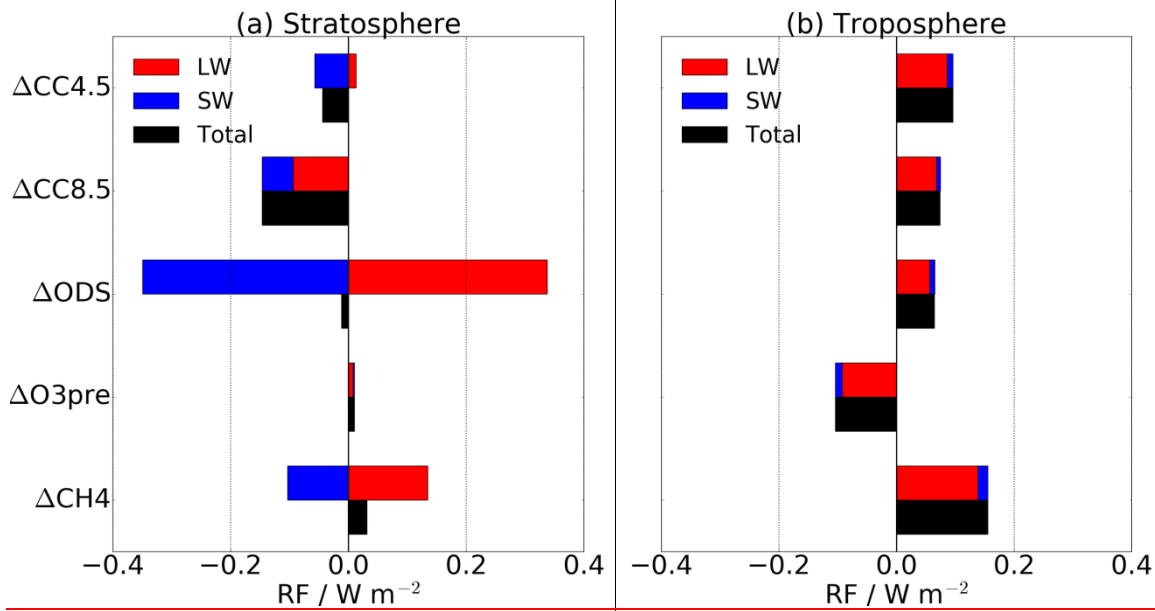 (a) Stratosphere
LW
SW
Total
ΔCC4.5
ΔCC8.5
ΔODS
ΔO3pre
ΔCH4
−0.4 −0.2 0.0 0.2 0.4
RF / W m⁻²
(b) Troposphere
LW
SW
Total
−0.4 −0.2 0.0 0.2 0.4
RF / W m⁻²